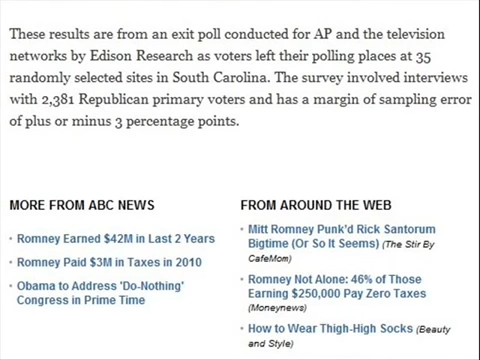 These results are from an exit poll conducted for AP and the television
networks by Edison Research as voters left their polling places at 35
randomly selected sites in South Carolina. The survey involved interviews
with 2,381 Republican primary voters and has a margin of sampling error
of plus or minus 3 percentage points.
MORE FROM ABC NEWS
• Romney Earned $42M in Last 2 Years
• Romney Paid $3M in Taxes in 2010
• Obama to Address 'Do-Nothing'
Congress in Prime Time
FROM AROUND THE WEB
• Mitt Romney Punk'd Rick Santorum
Bigtime (Or So It Seems) (The Stir By
CafeMom)
• Romney Not Alone: 46% of Those
Earning $250,000 Pay Zero Taxes
(Moneynews)
• How to Wear Thigh-High Socks (Beauty
and Style)